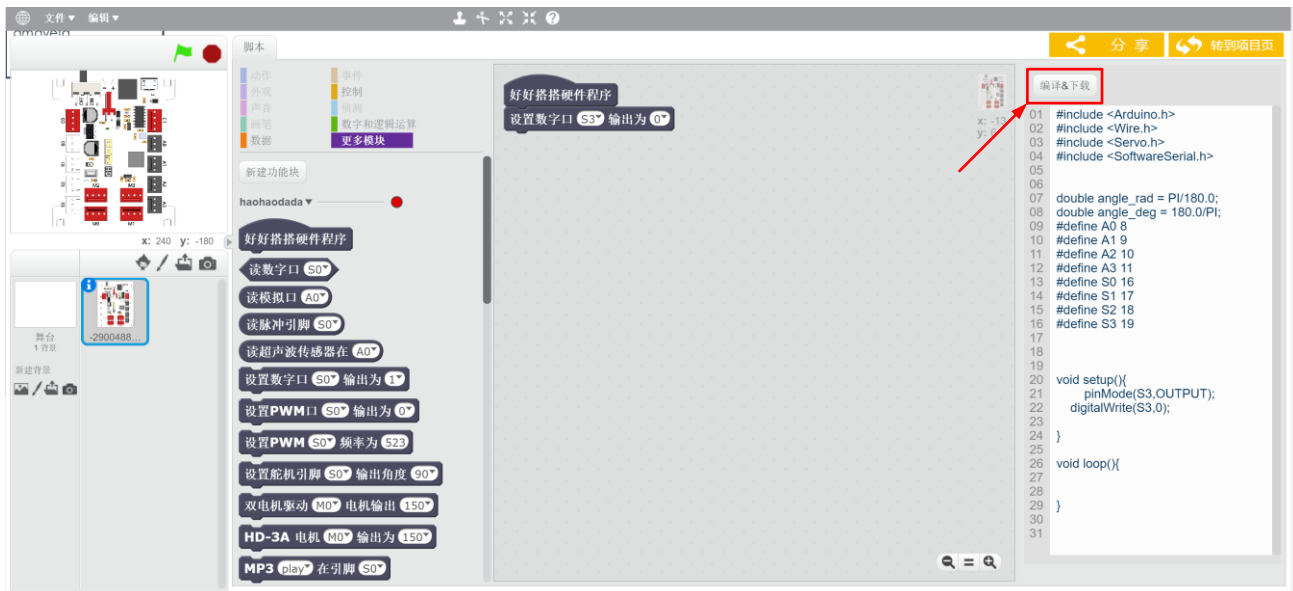 文件▼ 编辑▼
脚本
分 享
转到项目页
动作
事件
外观
控制
声音
侦测
画笔
数字和逻辑运算
数据
更多模块
新建功能块
haohaodada▼
好好搭搭硬件程序
读数字口 S0▼
读模拟口 A0▼
读脉冲引脚 S0▼
读超声波传感器在 A0▼
设置数字口 S0▼ 输出为 1▼
设置PWM口 S0▼ 输出为 0▼
设置PWM S0▼ 频率为 523
设置舵机引脚 S0▼ 输出角度 90▼
双电机驱动 M0▼ 电机输出 150▼
HD-3A 电机 M0▼ 输出为 150▼
MP3 play▼ 在引脚 S0▼
x: 240 y: -180
舞台
1 背景
-2900488...
新建背景
好好搭搭硬件程序
设置数字口 S3▼ 输出为 0▼
x: -13
编译&下载
01 #include <Arduino.h>
02 #include <Wire.h>
03 #include <Servo.h>
04 #include <SoftwareSerial.h>
05
06
07 double angle_rad = PI/180.0;
08 double angle_deg = 180.0/PI;
09 #define A0 8
10 #define A1 9
11 #define A2 10
12 #define A3 11
13 #define S0 16
14 #define S1 17
15 #define S2 18
16 #define S3 19
17
18
19
20 void setup(){
21 pinMode(S3,OUTPUT);
22 digitalWrite(S3,0);
23
24 }
25
26 void loop(){
27
28
29 }
30
31